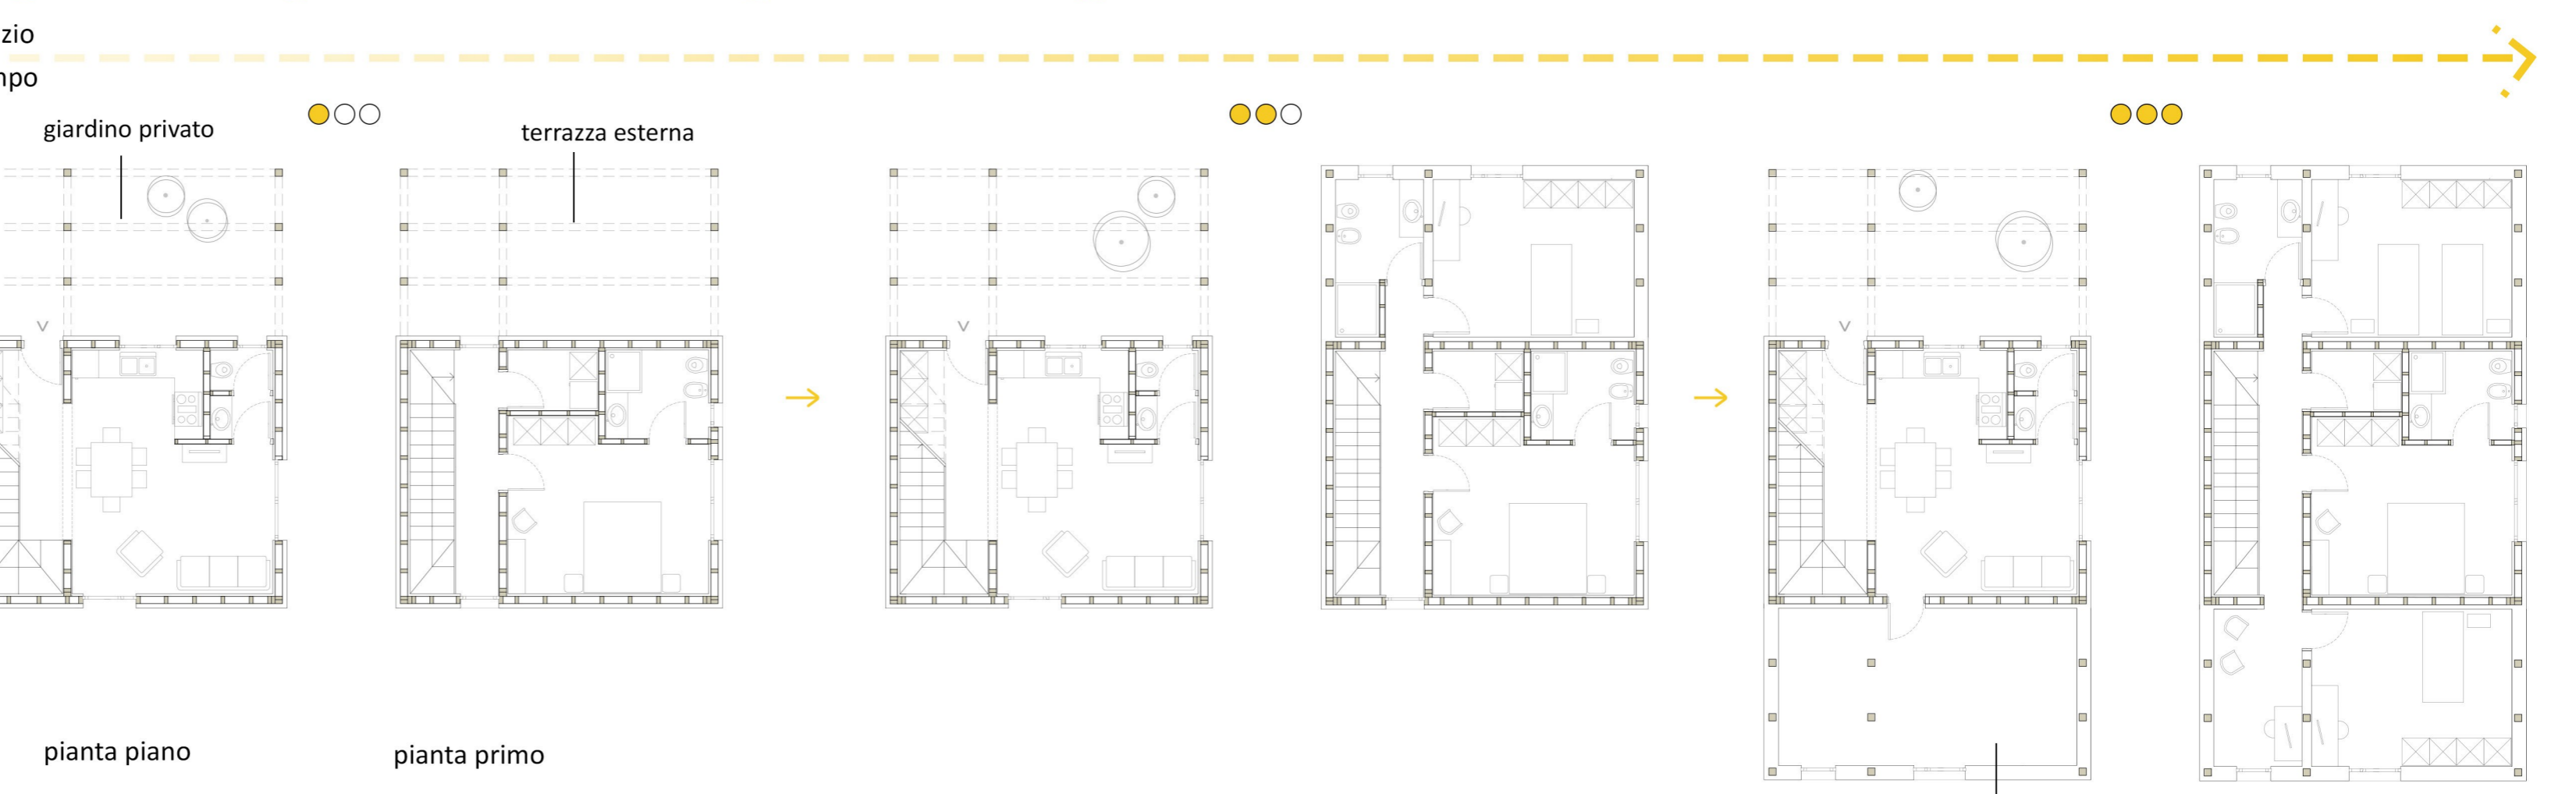 zio
npo
giardino privato
terrazza esterna
pianta piano
pianta primo